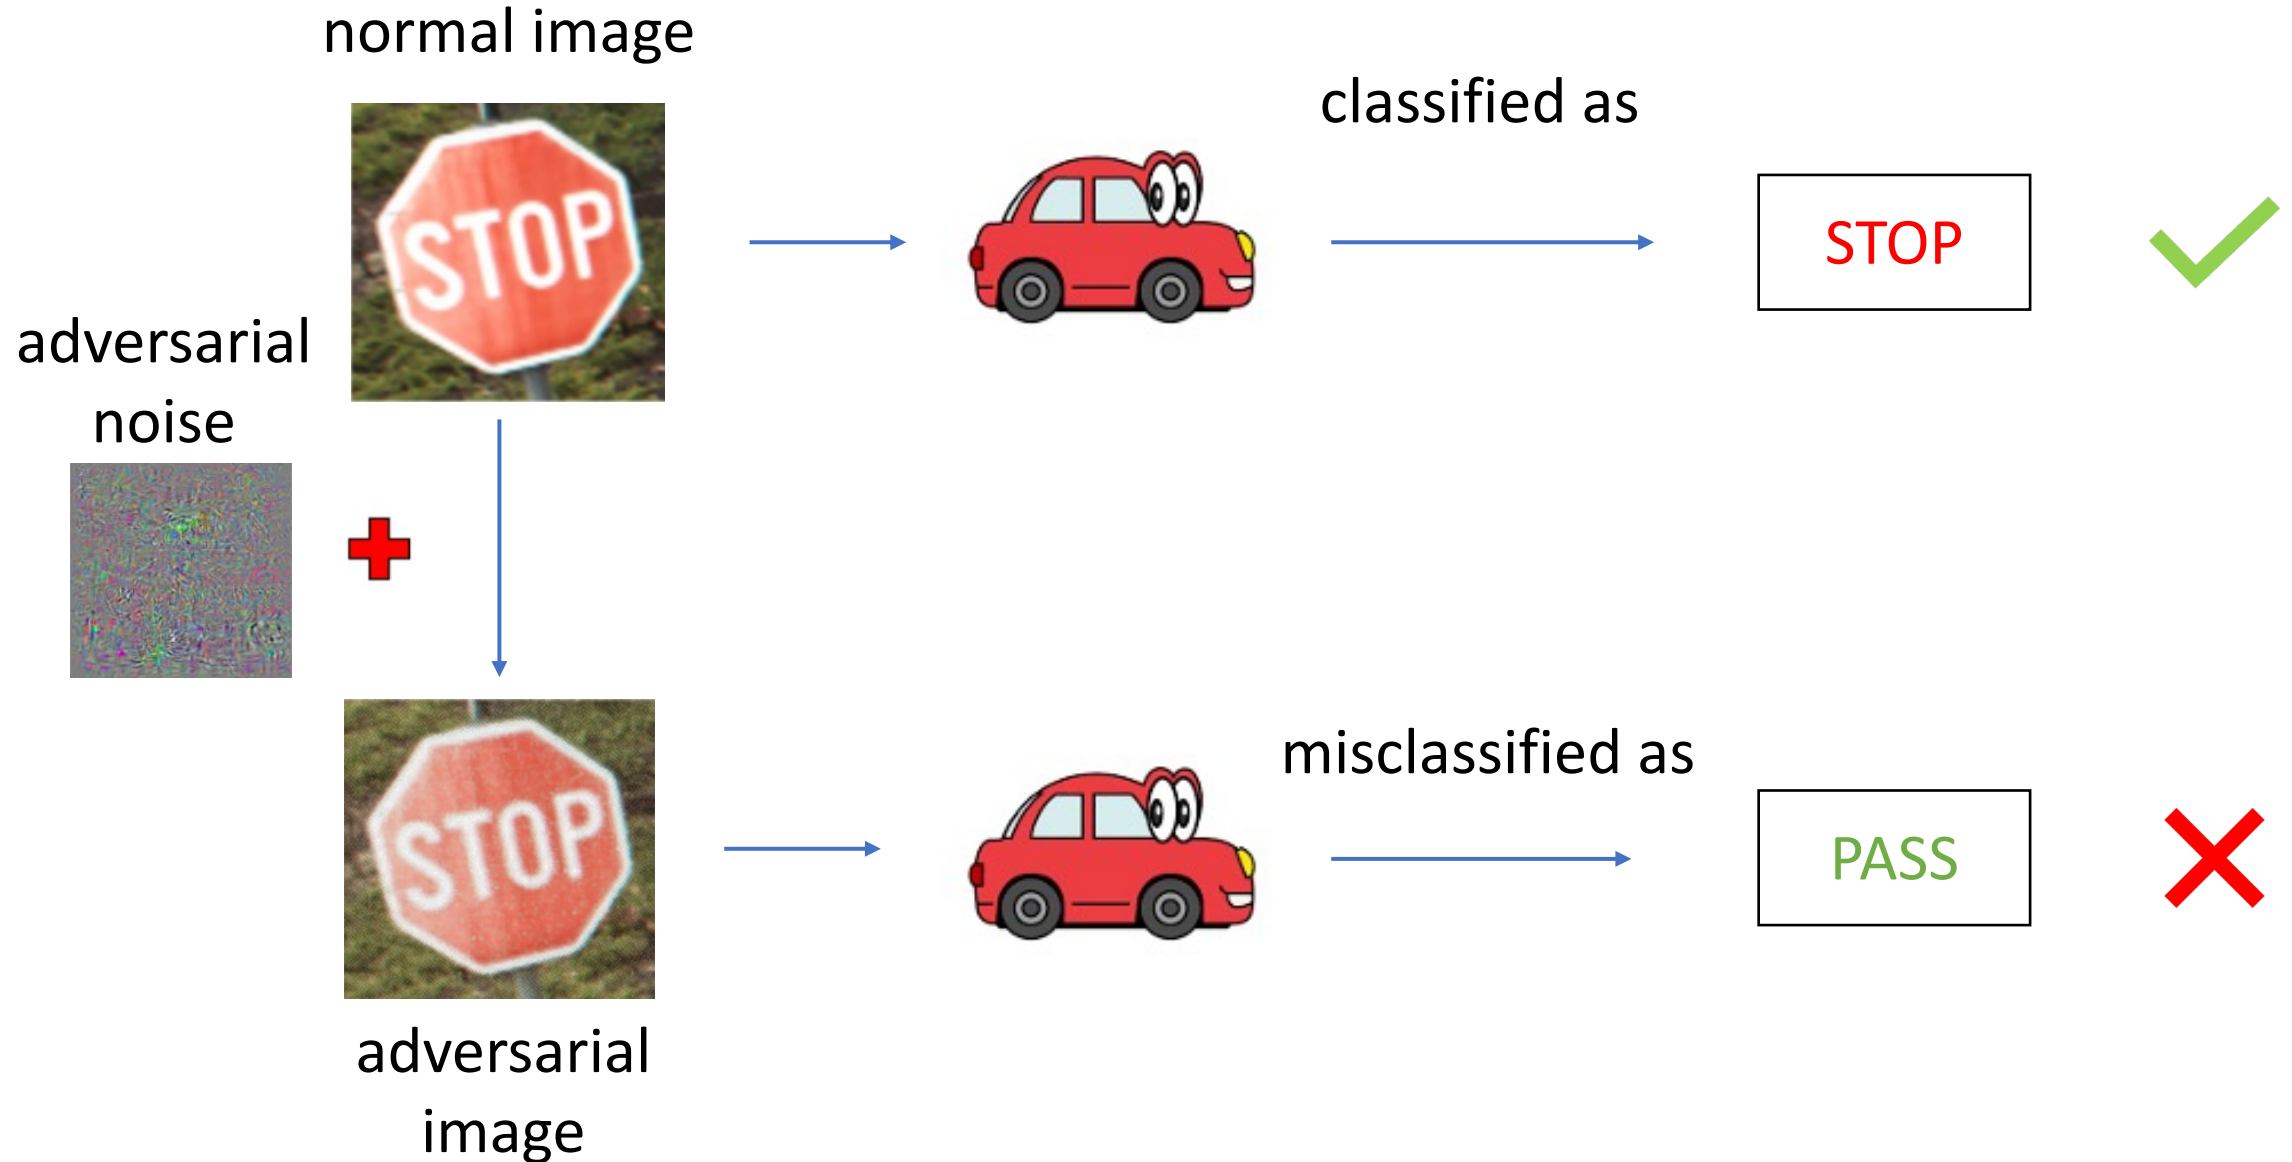 normal image
STOP
classified as
STOP
adversarial
noise
STOP
misclassified as
PASS
adversarial
image